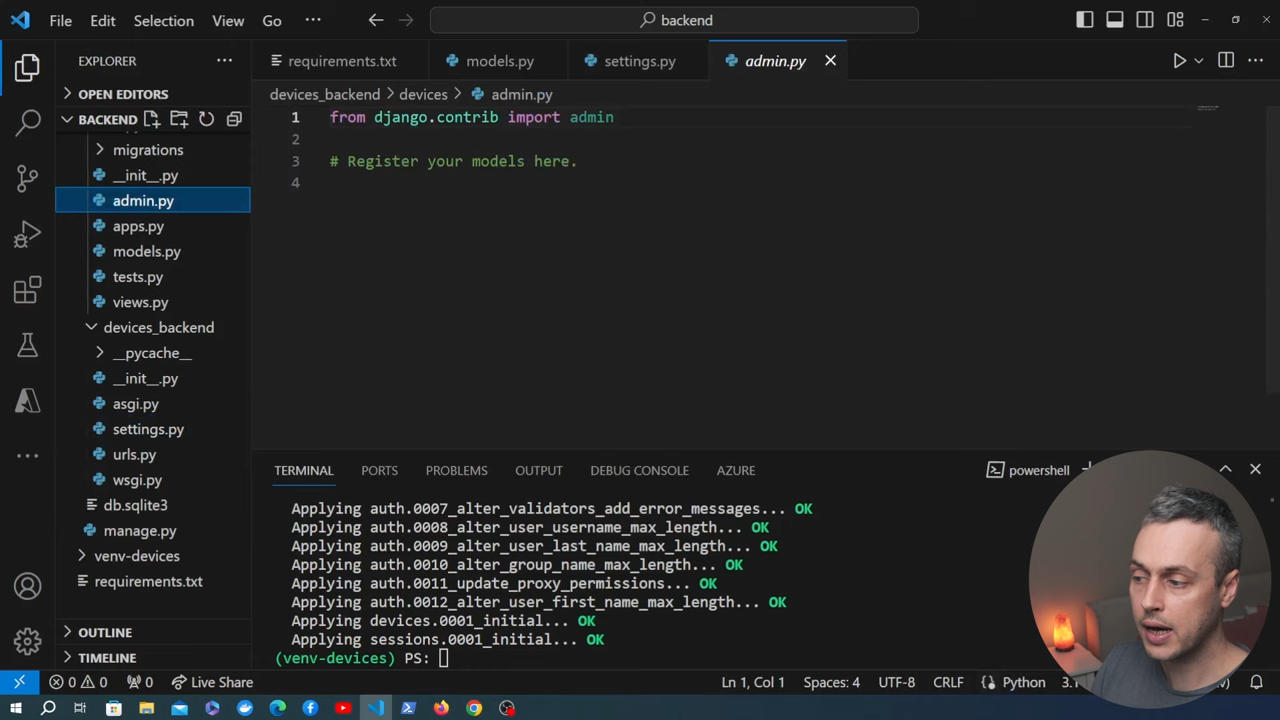 File Edit Selection View Go ··· backend
EXPLORER ···
requirements.txt models.py settings.py admin.py
OPEN EDITORS
devices_backend > devices > admin.py
BACKEND
1 from django.contrib import admin
2
3 # Register your models here.
4
migrations
__init__.py
admin.py
apps.py
models.py
tests.py
views.py
devices_backend
__pycache__
__init__.py
asgi.py
settings.py
urls.py
wsgi.py
db.sqlite3
manage.py
venv-devices
requirements.txt
OUTLINE
TIMELINE
TERMINAL PORTS PROBLEMS OUTPUT DEBUG CONSOLE AZURE powershell
Applying auth.0007_alter_validators_add_error_messages... OK
Applying auth.0008_alter_user_username_max_length... OK
Applying auth.0009_alter_user_last_name_max_length... OK
Applying auth.0010_alter_group_name_max_length... OK
Applying auth.0011_update_proxy_permissions... OK
Applying auth.0012_alter_user_first_name_max_length... OK
Applying devices.0001_initial... OK
Applying sessions.0001_initial... OK
(venv-devices) PS:
0 0 0 Live Share Ln 1, Col 1 Spaces: 4 UTF-8 CRLF Python